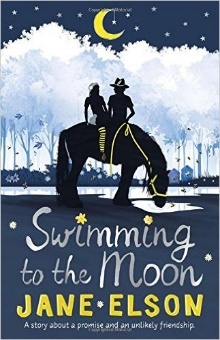 Swimming
to the Moon
JANE ELSON
A story about a promise and an unlikely friendship.